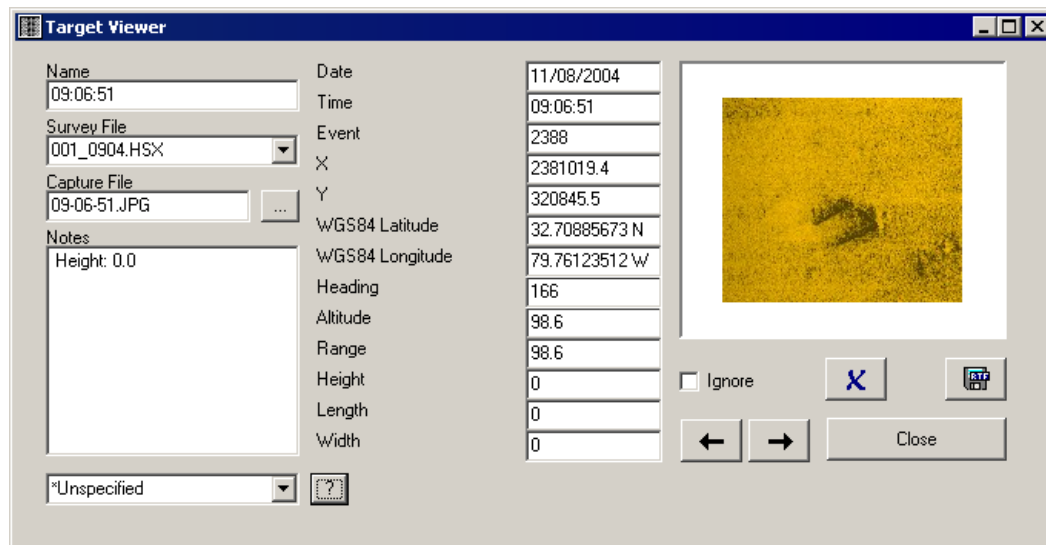 Target Viewer
Name
09:06:51
Survey File
001_0904.HSX
Capture File
09-06-51.JPG
...
Notes
Height: 0.0
*Unspecified
?
Date
11/08/2004
Time
09:06:51
Event
2388
X
2381019.4
Y
320845.5
WGS84 Latitude
32.70885673 N
WGS84 Longitude
79.76123512 W
Heading
166
Altitude
98.6
Range
98.6
Height
0
Length
0
Width
0
Ignore
X
RTF
Close